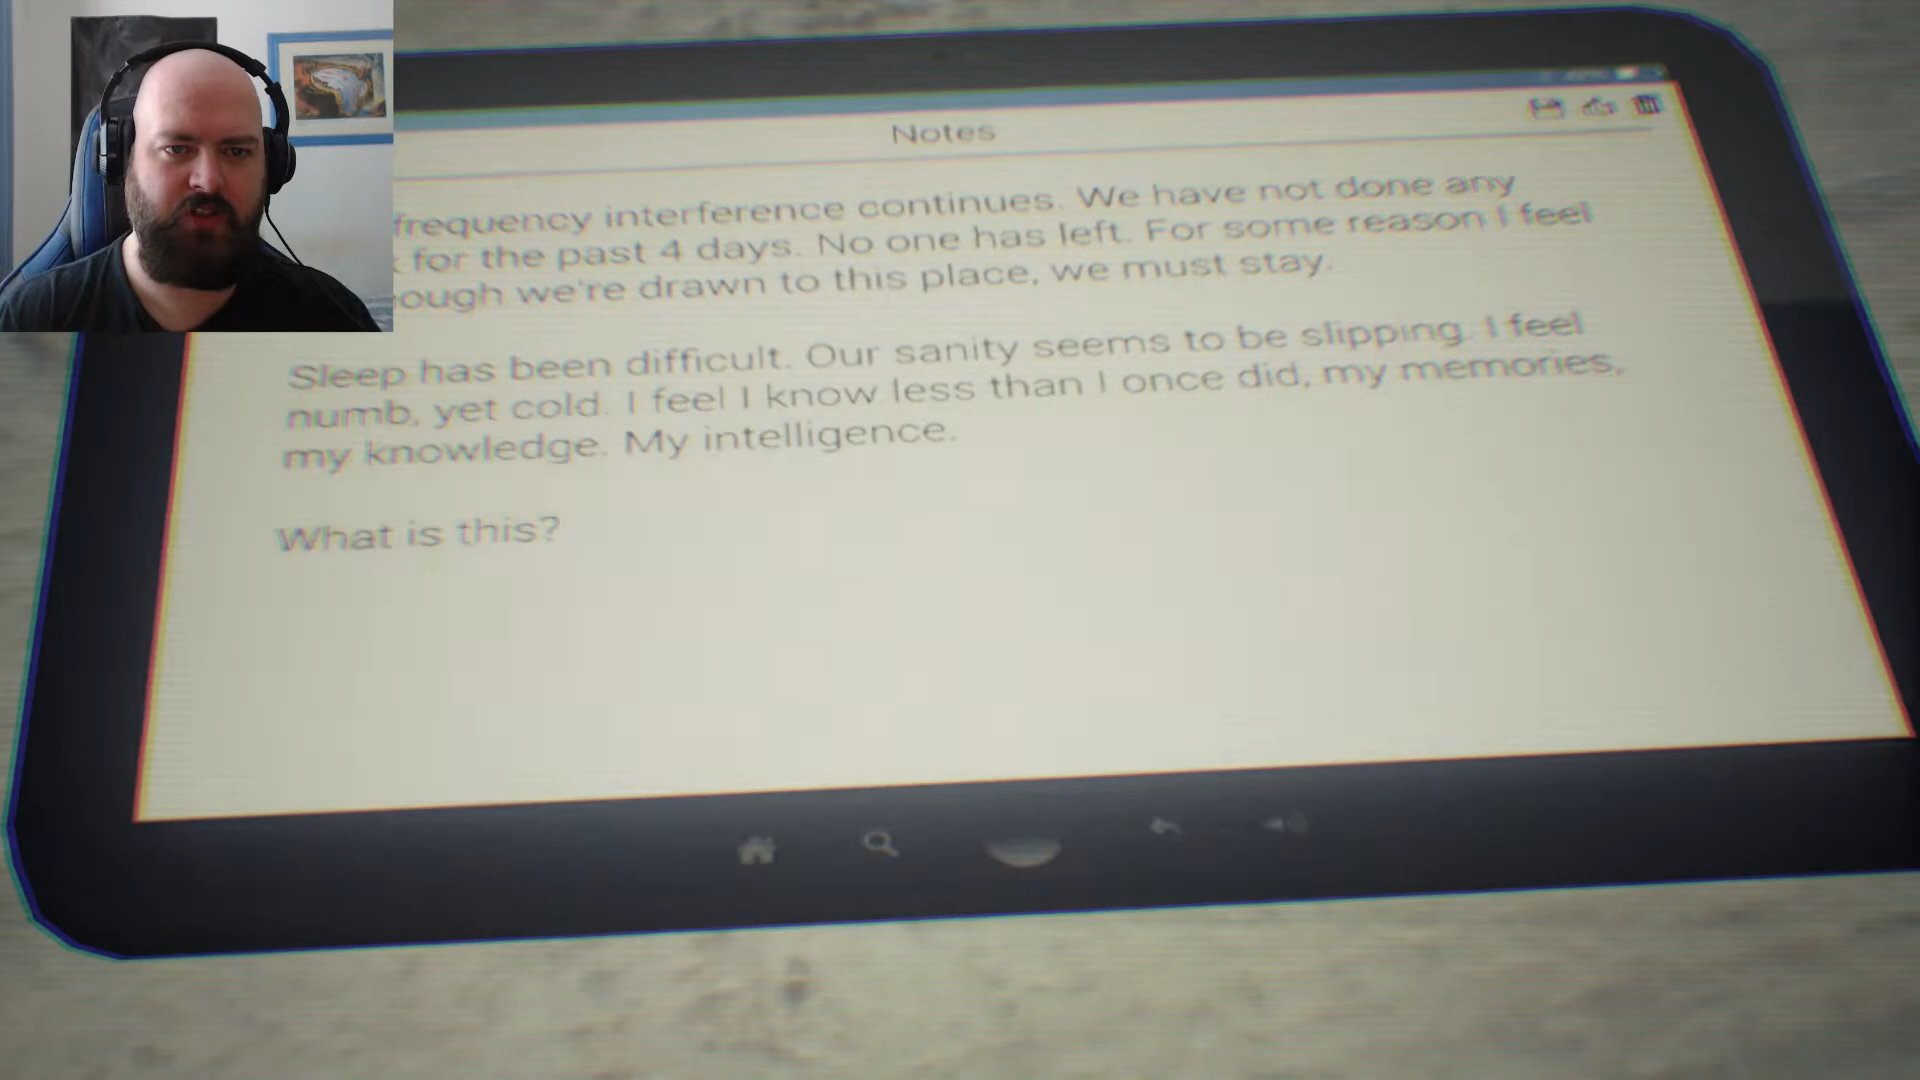 Notes
frequency interference continues. We have not done any
for the past 4 days. No one has left. For some reason I feel
ough we're drawn to this place, we must stay.
Sleep has been difficult. Our sanity seems to be slipping. I feel
numb, yet cold. I feel I know less than I once did, my memories,
my knowledge. My intelligence.
What is this?